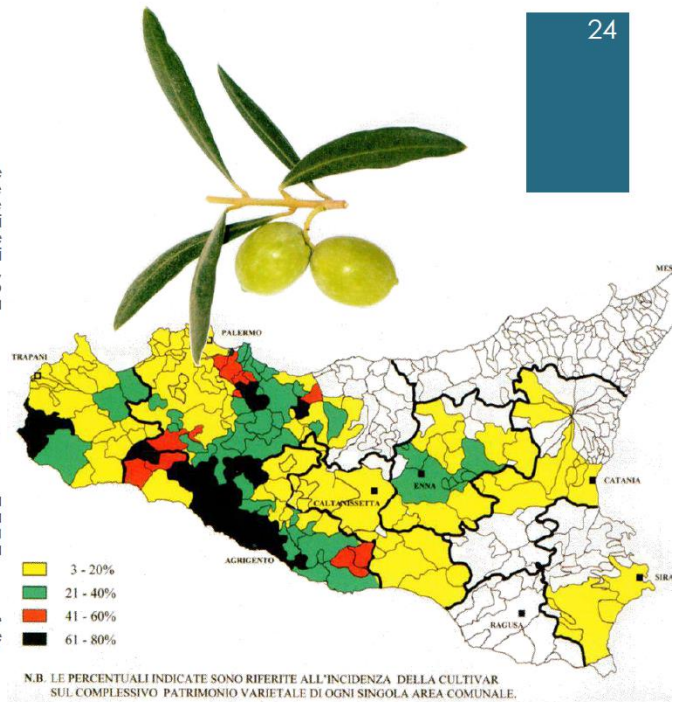 24
MES
PALERMO
TRAPANI
ENNA
CATANIA
CALTANISSETTA
AGRIGENTO
SIRA
RAGUSA
3 - 20%
21 - 40%
41 - 60%
61 - 80%
N.B. LE PERCENTUALI INDICATE SONO RIFERITE ALL'INCIDENZA DELLA CULTIVAR
SUL COMPLESSIVO PATRIMONIO VARIETALE DI OGNI SINGOLA AREA COMUNALE.